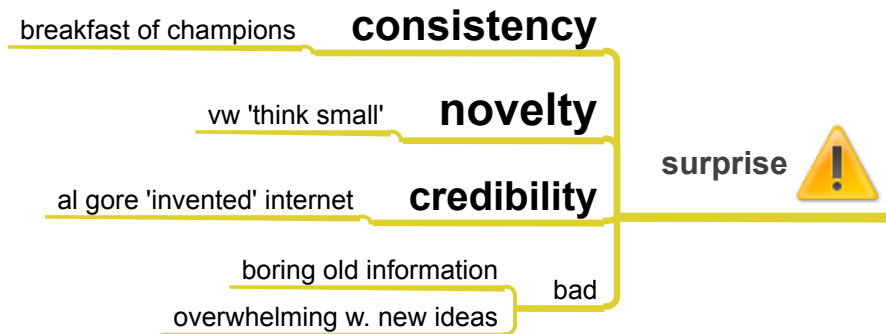 breakfast of champions
consistency
vw 'think small'
novelty
surprise
al gore 'invented' internet
credibility
boring old information
bad
overwhelming w. new ideas